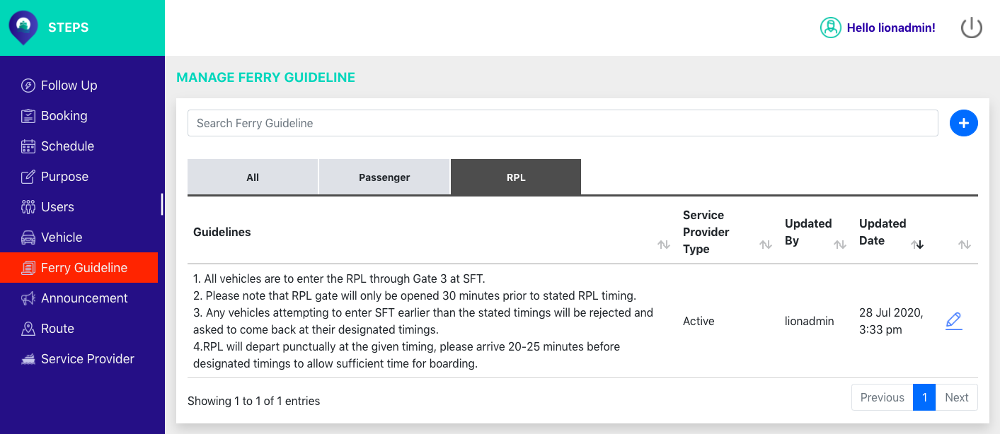 STEPS
Hello lionadmin!
Follow Up
Booking
Schedule
Purpose
Users
Vehicle
Ferry Guideline
Announcement
Route
Service Provider
MANAGE FERRY GUIDELINE
Search Ferry Guideline
All
Passenger
RPL
Guidelines
Service
Provider
Type
Updated
By
Updated
Date
1. All vehicles are to enter the RPL through Gate 3 at SFT.
2. Please note that RPL gate will only be opened 30 minutes prior to stated RPL timing.
3. Any vehicles attempting to enter SFT earlier than the stated timings will be rejected and
asked to come back at their designated timings.
4.RPL will depart punctually at the given timing, please arrive 20-25 minutes before
designated timings to allow sufficient time for boarding.
Active
lionadmin
28 Jul 2020,
3:33 pm
Showing 1 to 1 of 1 entries
Previous
1
Next